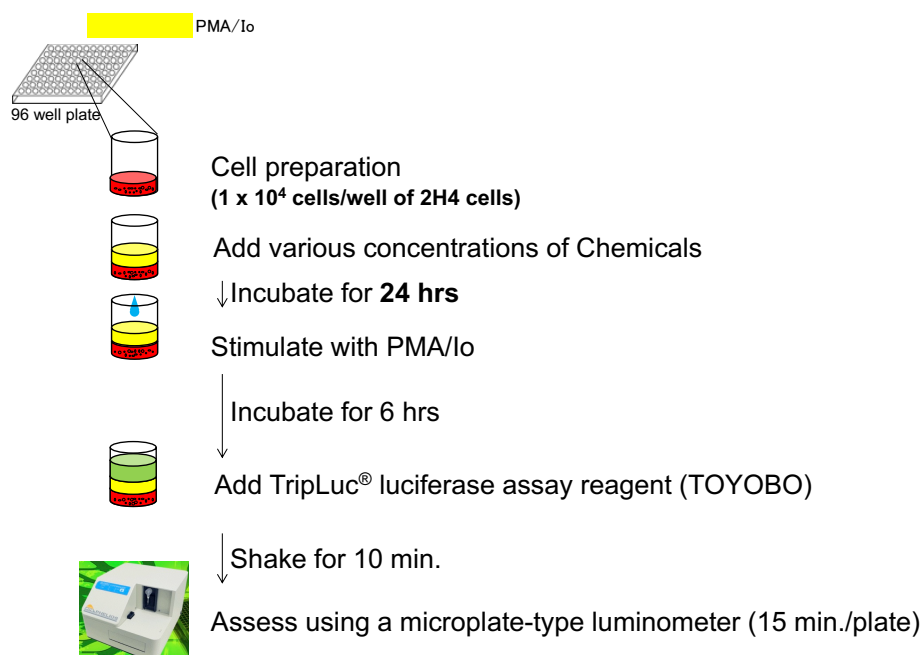 PMA/Io
96 well plate
Cell preparation
(1 x 10⁴ cells/well of 2H4 cells)
Add various concentrations of Chemicals
Incubate for 24 hrs
Stimulate with PMA/Io
Incubate for 6 hrs
Add TripLuc® luciferase assay reagent (TOYOBO)
Shake for 10 min.
Assess using a microplate-type luminometer (15 min./plate)